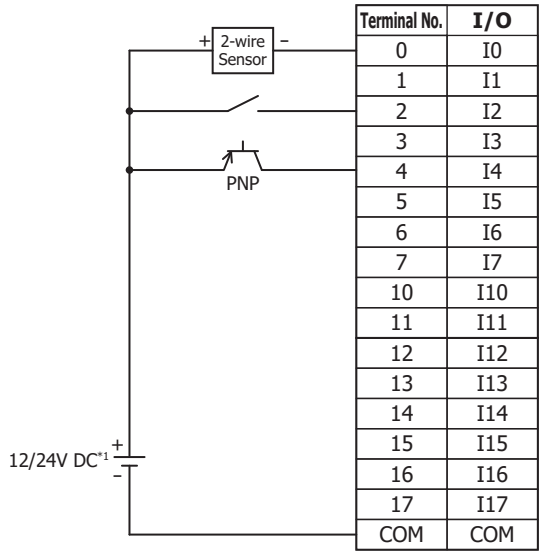 Terminal No. I/O
+ 2-wire Sensor –
0 I0
1 I1
2 I2
3 I3
4 I4
PNP
5 I5
6 I6
7 I7
10 I10
11 I11
12 I12
13 I13
14 I14
15 I15
12/24V DC*1 + –
16 I16
17 I17
COM COM